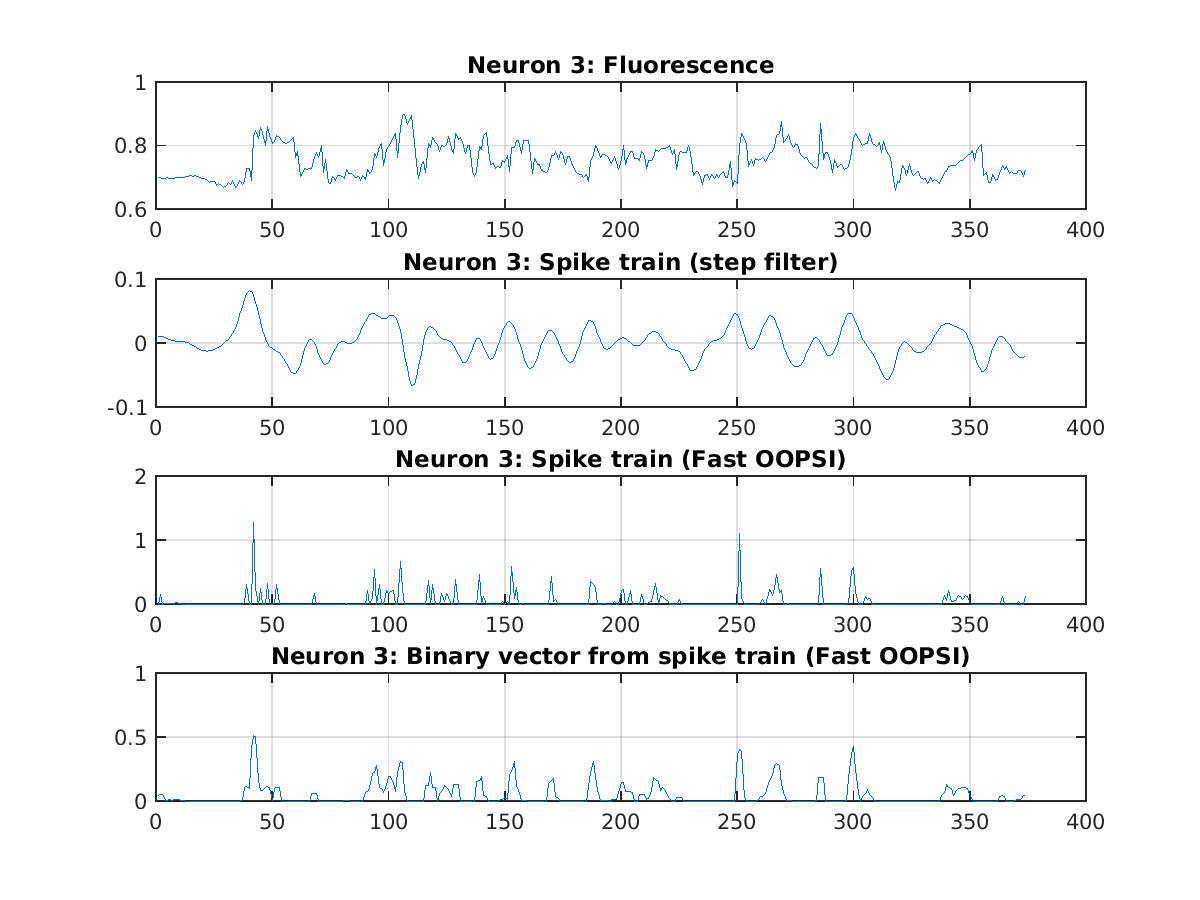 Neuron 3: Fluorescence
1
0.8
0.6
0 50 100 150 200 250 300 350 400
Neuron 3: Spike train (step filter)
0.1
0
-0.1
0 50 100 150 200 250 300 350 400
Neuron 3: Spike train (Fast OOPSI)
2
1
0
0 50 100 150 200 250 300 350 400
Neuron 3: Binary vector from spike train (Fast OOPSI)
1
0.5
0
0 50 100 150 200 250 300 350 400